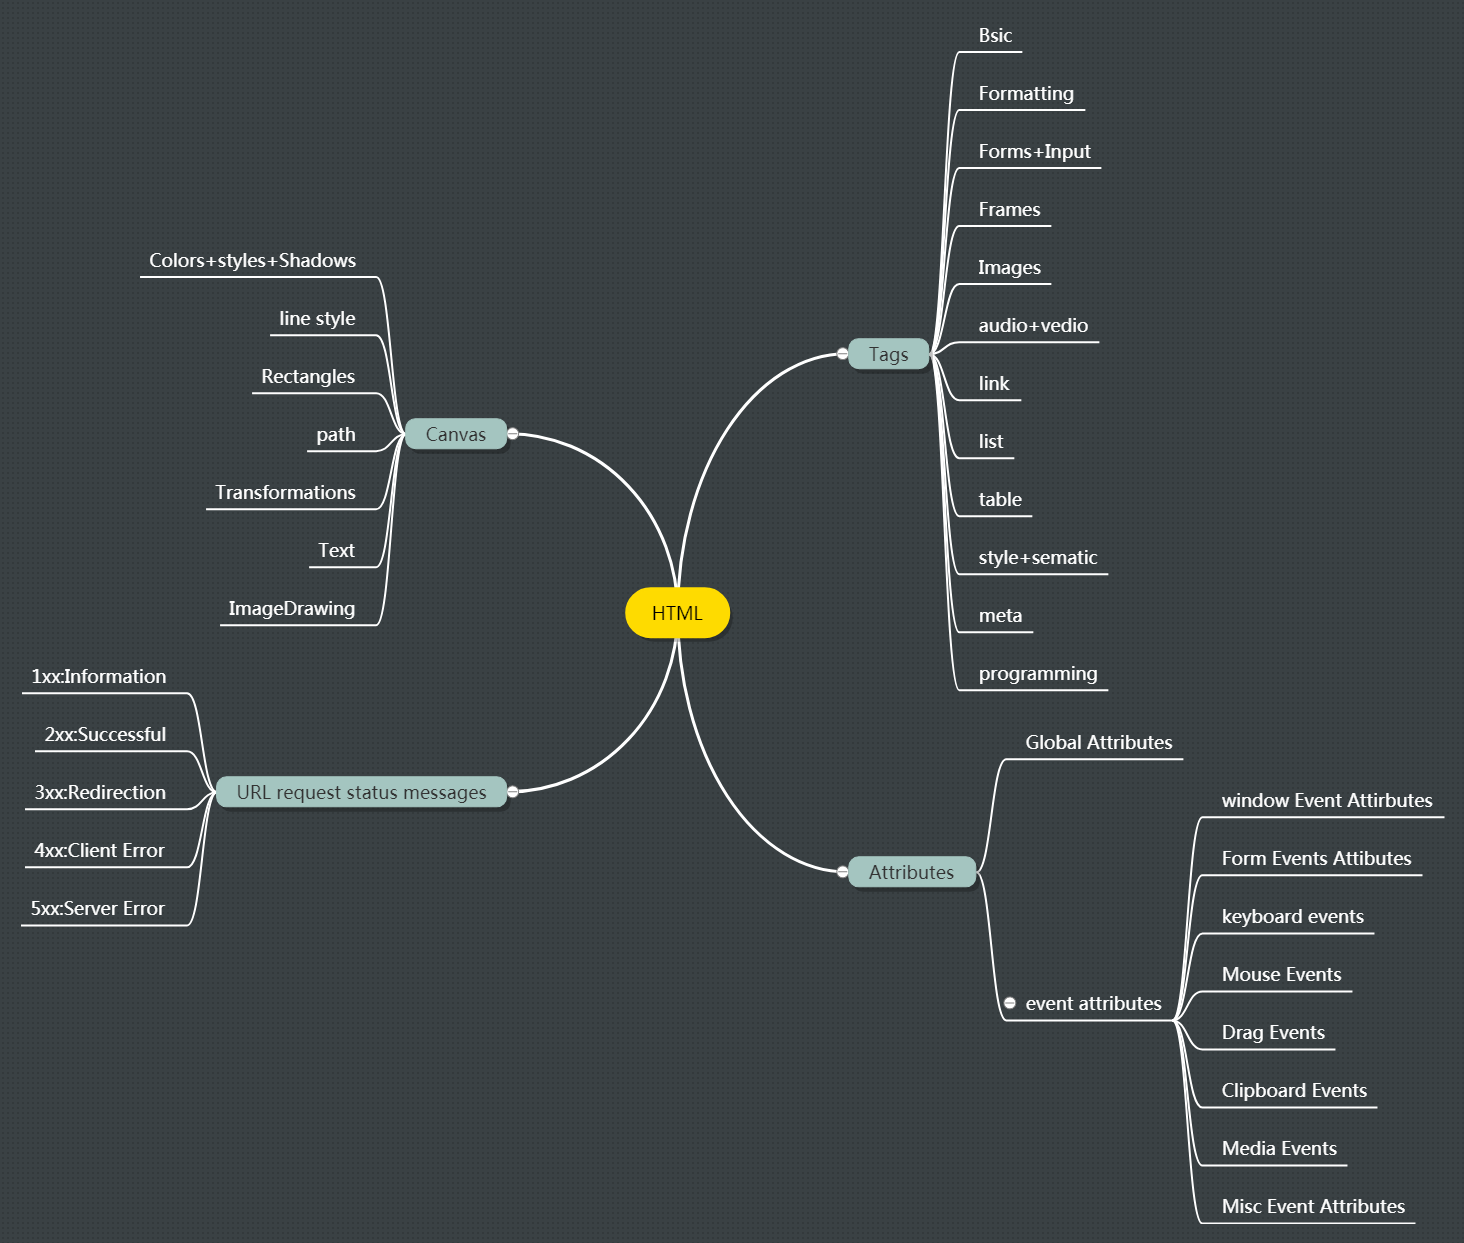 HTML
Tags
Bsic
Formatting
Forms+Input
Frames
Images
audio+vedio
link
list
table
style+sematic
meta
programming
Attributes
Global Attributes
event attributes
window Event Attirbutes
Form Events Attibutes
keyboard events
Mouse Events
Drag Events
Clipboard Events
Media Events
Misc Event Attributes
Canvas
Colors+styles+Shadows
line style
Rectangles
path
Transformations
Text
ImageDrawing
URL request status messages
1xx:Information
2xx:Successful
3xx:Redirection
4xx:Client Error
5xx:Server Error